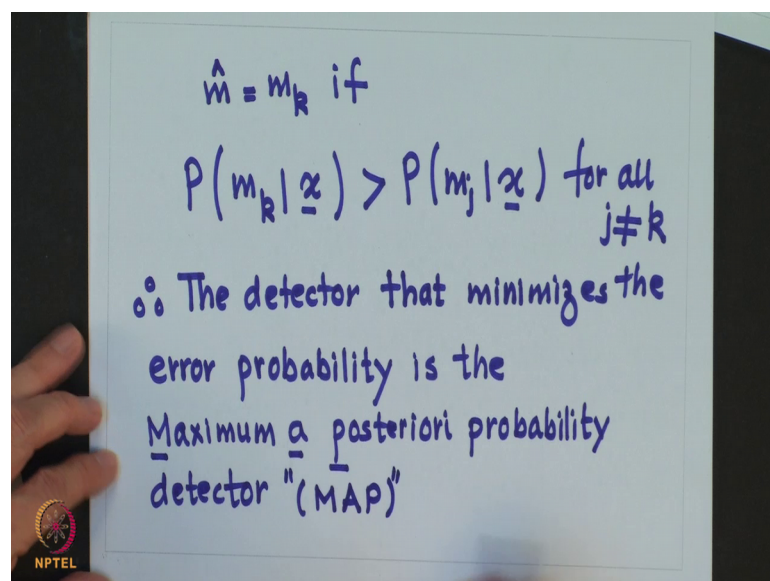 m̂ = m_k if
P(m_k | x̲) > P(m_j | x̲) for all
j ≠ k
∴ The detector that minimizes the
error probability is the
Maximum a posteriori probability
detector "(MAP)"
NPTEL